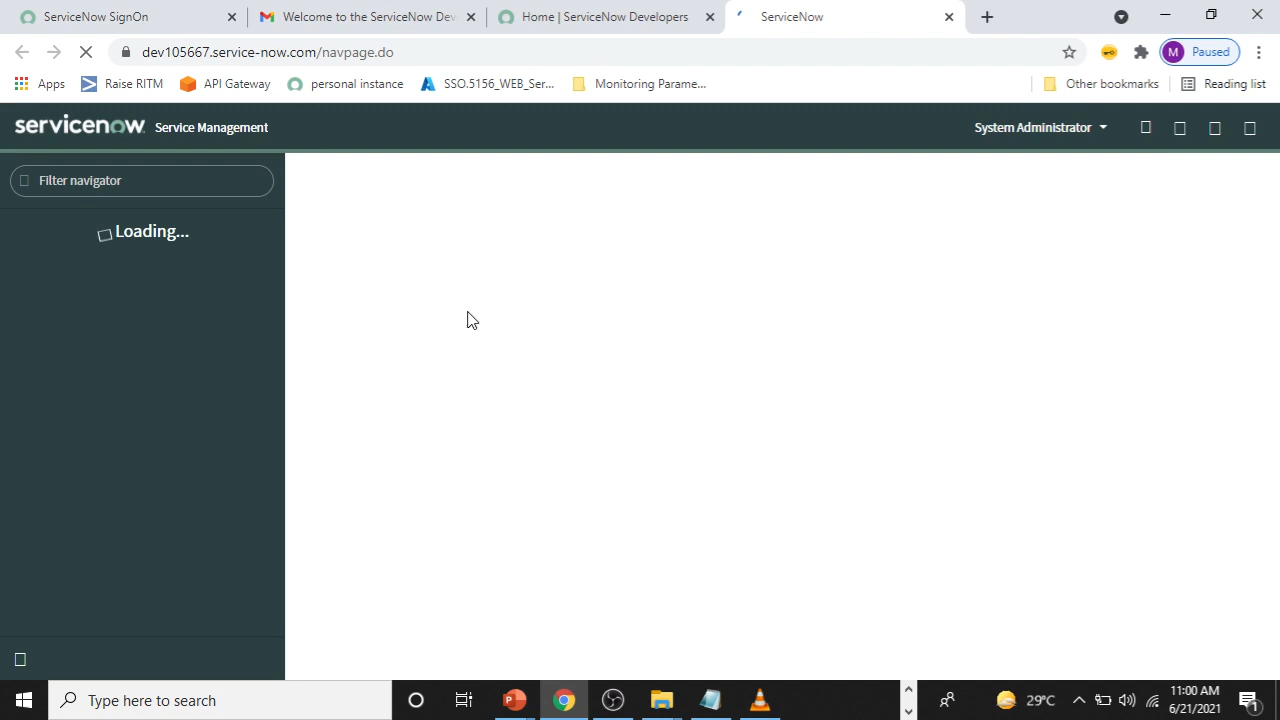 ServiceNow SignOn
Welcome to the ServiceNow Dev
Home | ServiceNow Developers
ServiceNow
dev105667.service-now.com/navpage.do
M Paused
Apps
Raise RITM
API Gateway
personal instance
SSO.5156_WEB_Ser...
Monitoring Parame...
Other bookmarks
Reading list
servicenow Service Management
System Administrator
Filter navigator
Loading...
Type here to search
29°C
11:00 AM
6/21/2021
1